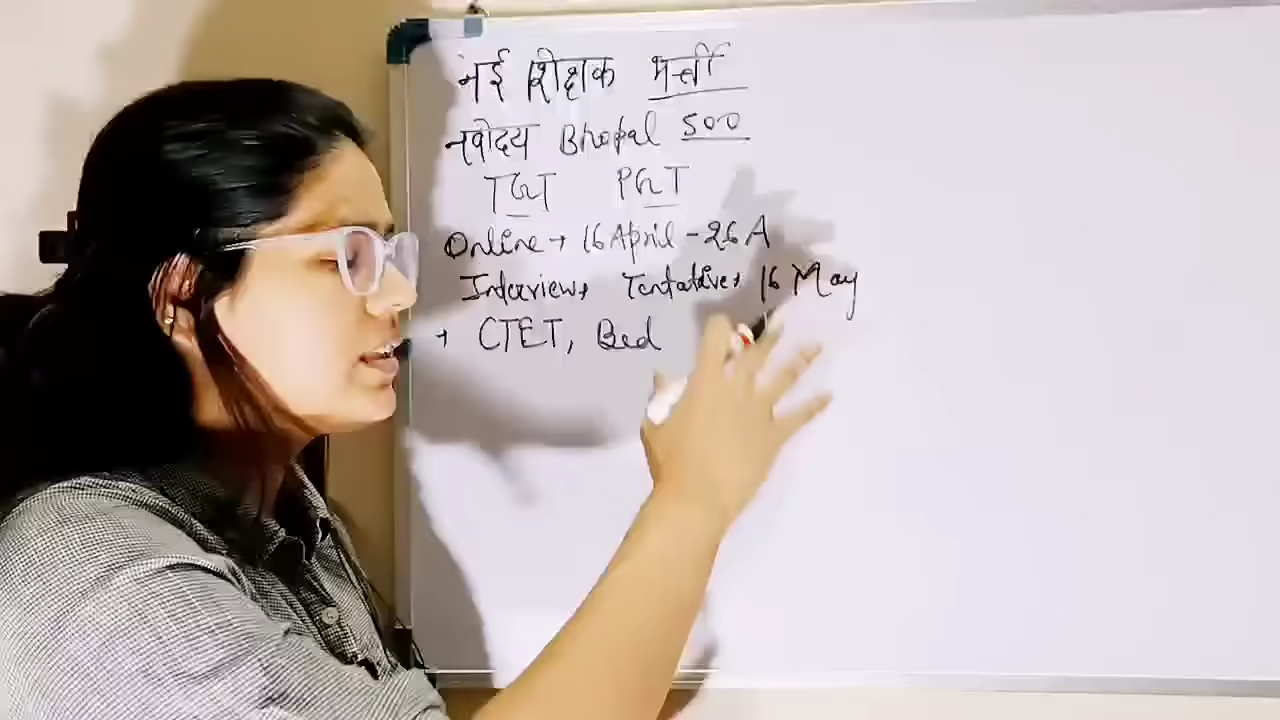 नई शिक्षक भर्ती
नवोदय Bhopal 500
TGT PGT
Online → 16 April - 26 A
Interview → Tentative → 16 May
→ CTET, Bed